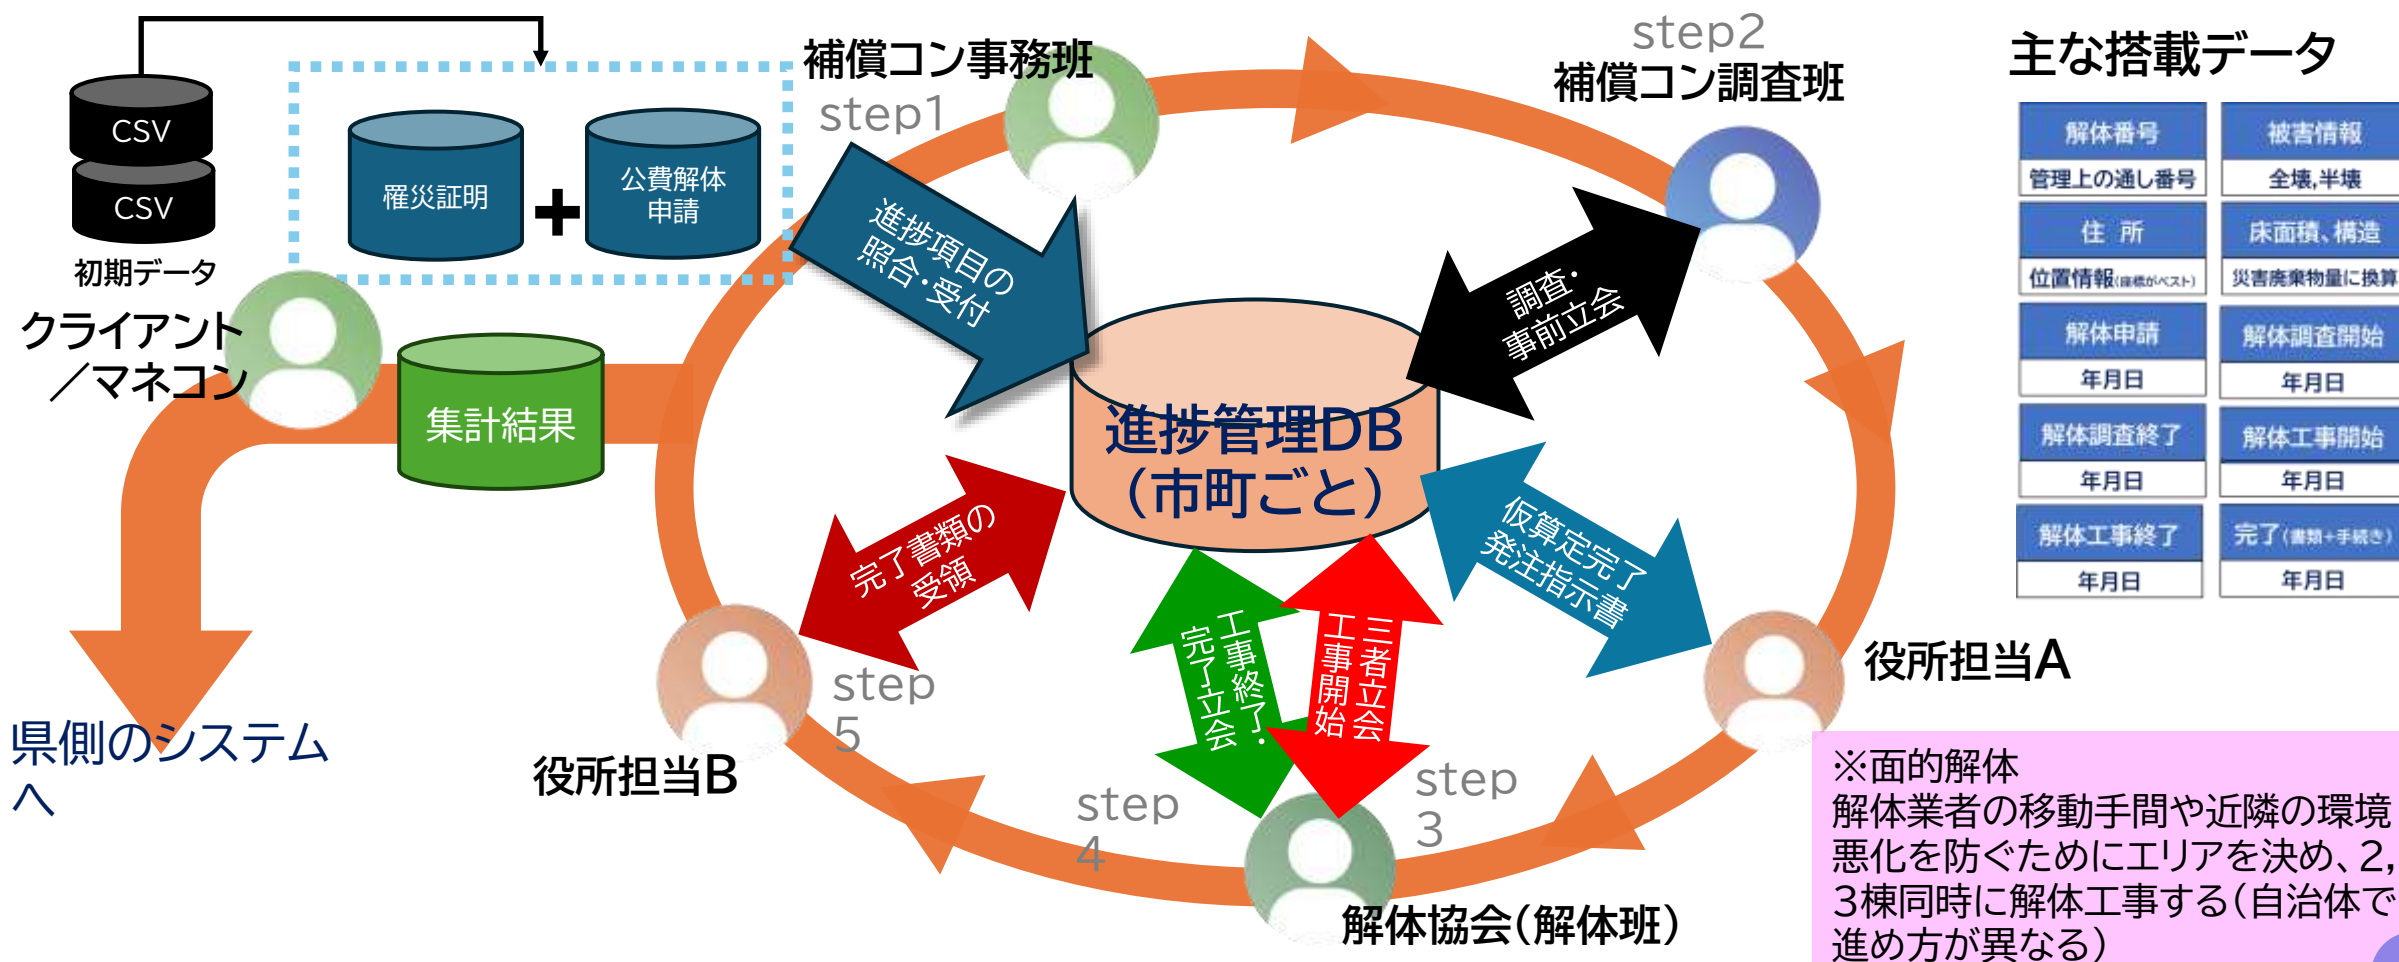 CSV
CSV
初期データ
罹災証明
+
公費解体
申請
補償コン事務班
step1
step2
補償コン調査班
進捗項目の
照合・受付
調査・
事前立会
クライアント
／マネコン
集計結果
進捗管理DB
（市町ごと）
完了書類の
受領
仮算定完了
発注指示書
工事終了・
完了立会
三者立会
工事開始
step
5
step
4
step
3
役所担当A
役所担当B
解体協会(解体班)
県側のシステム
へ
主な搭載データ
解体番号
管理上の通し番号
被害情報
全壊,半壊
住 所
位置情報(座標がベスト)
床面積、構造
災害廃棄物量に換算
解体申請
年月日
解体調査開始
年月日
解体調査終了
年月日
解体工事開始
年月日
解体工事終了
年月日
完了(書類+手続き)
年月日
※面的解体
解体業者の移動手間や近隣の環境
悪化を防ぐためにエリアを決め、2,
3棟同時に解体工事する(自治体で
進め方が異なる)